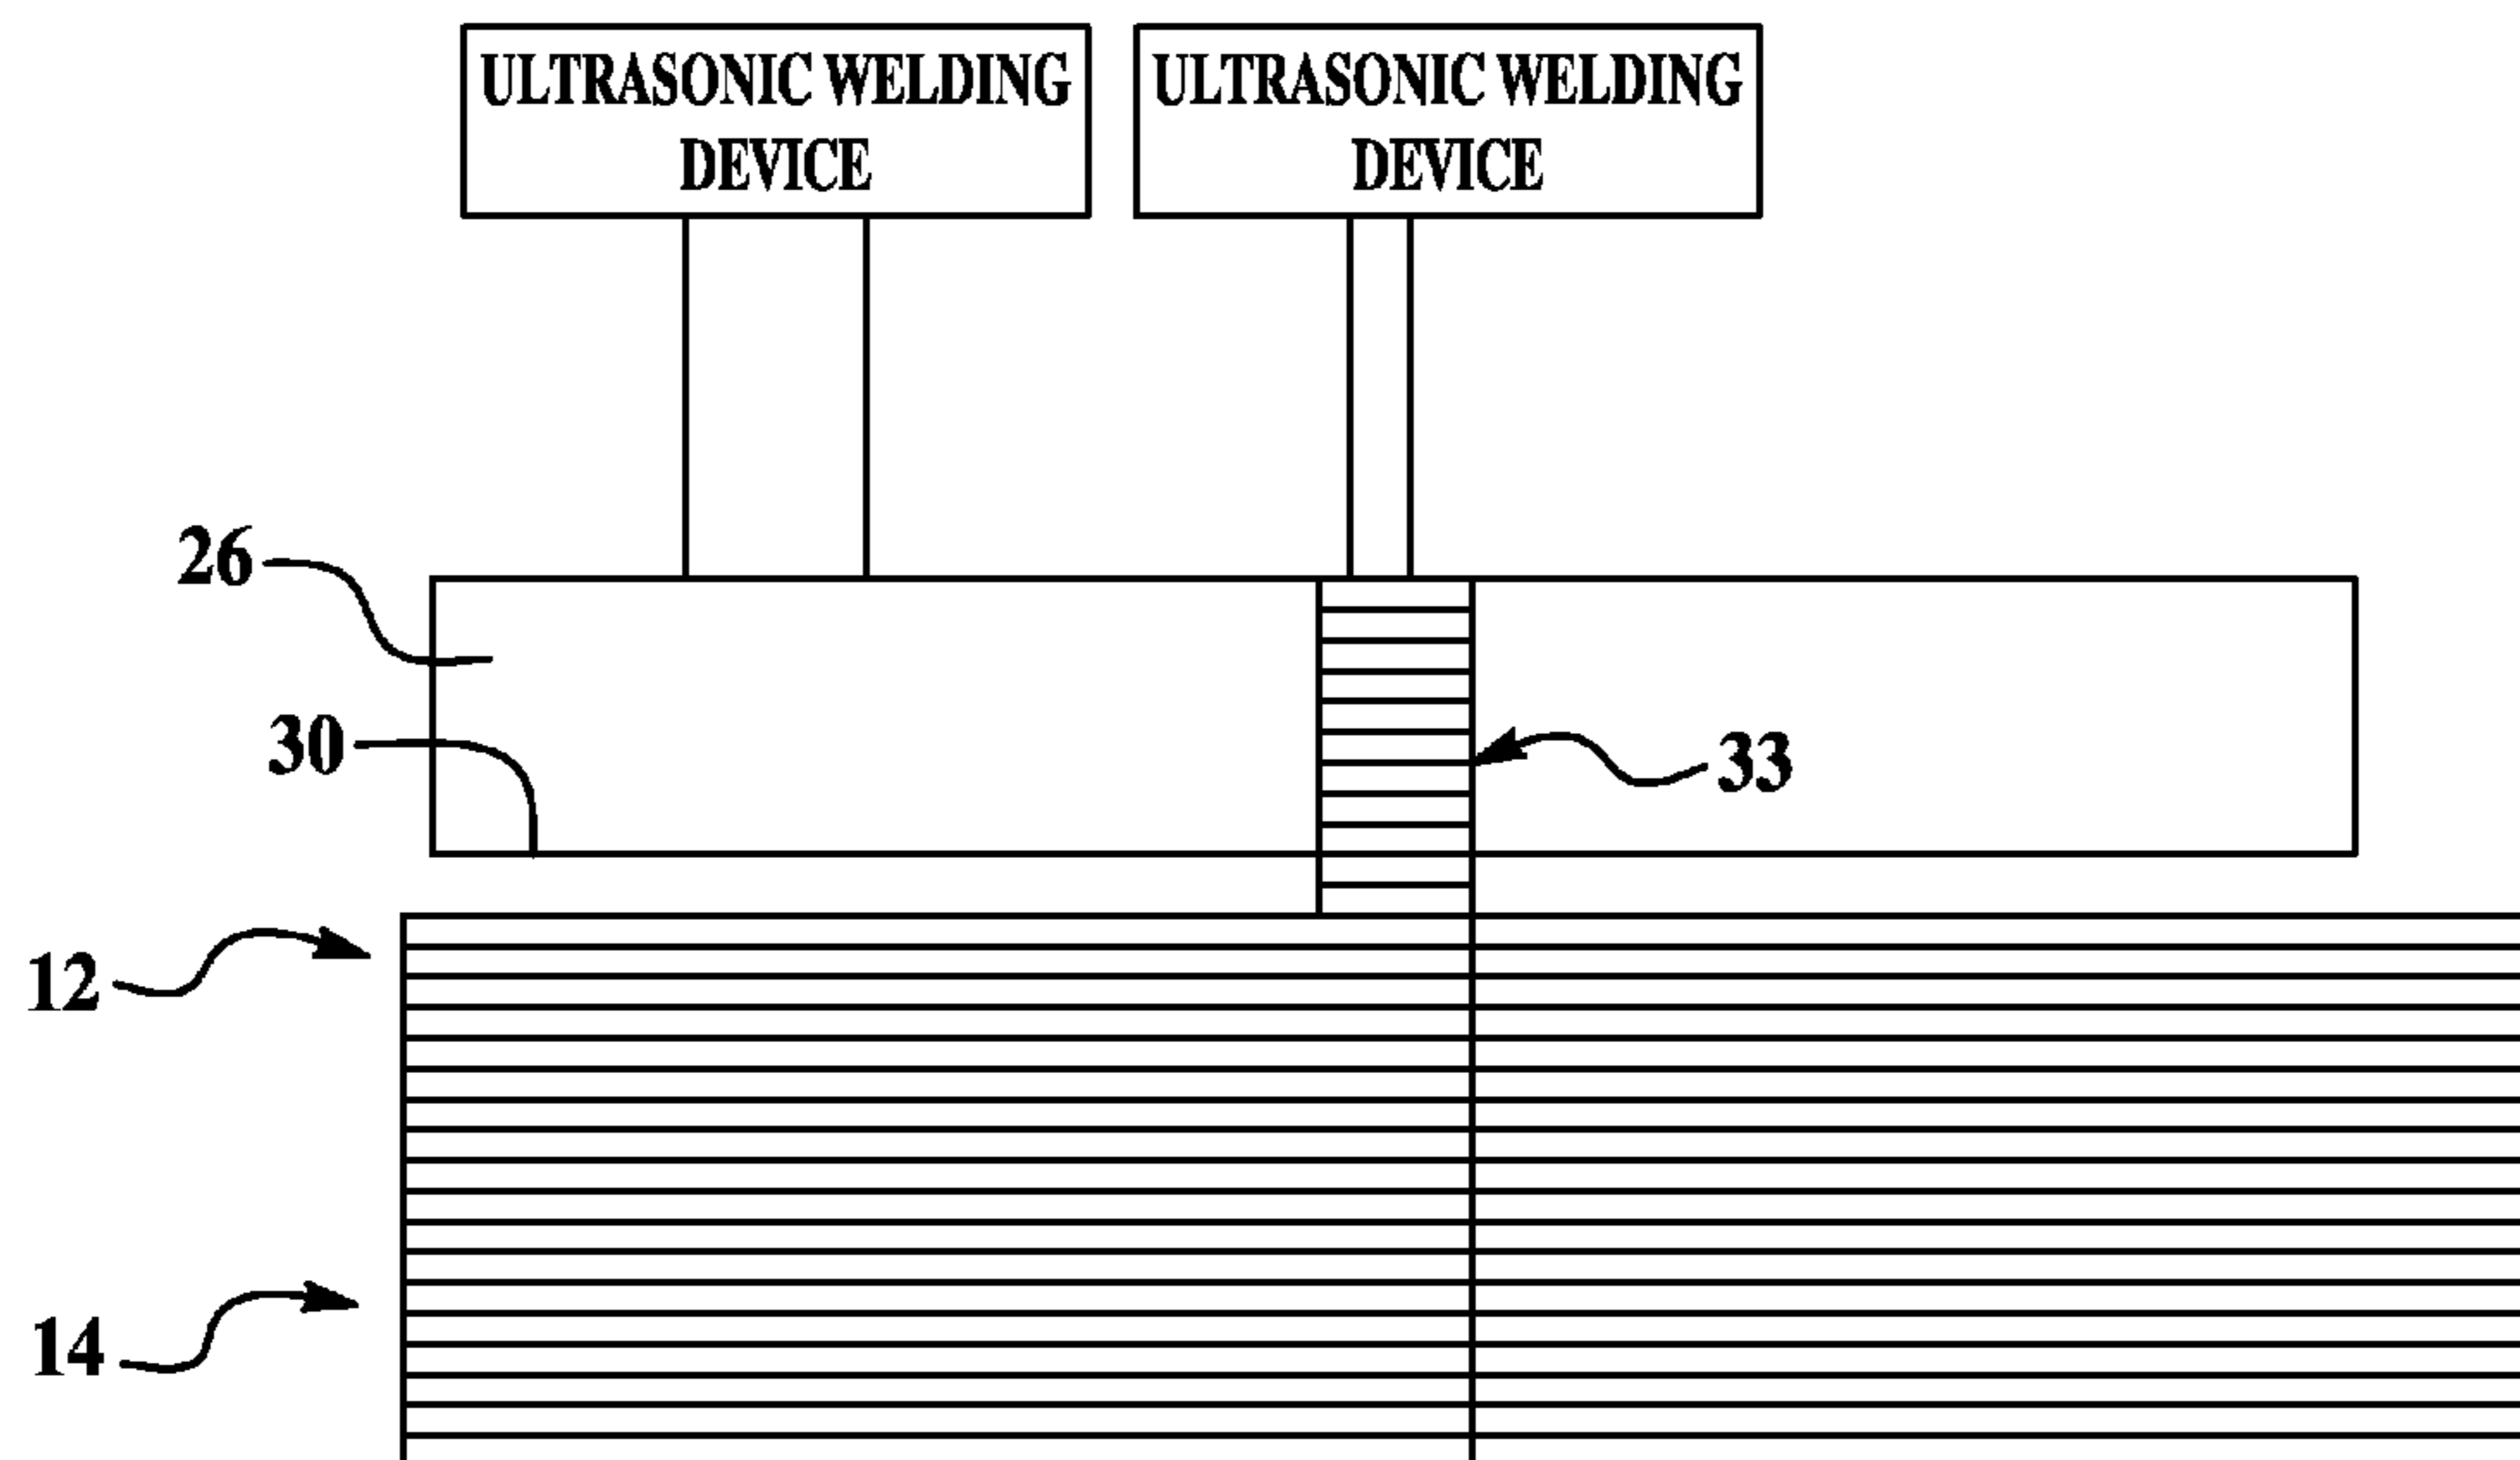 ULTRASONIC WELDING
DEVICE
ULTRASONIC WELDING
DEVICE
26
30
33
12
14